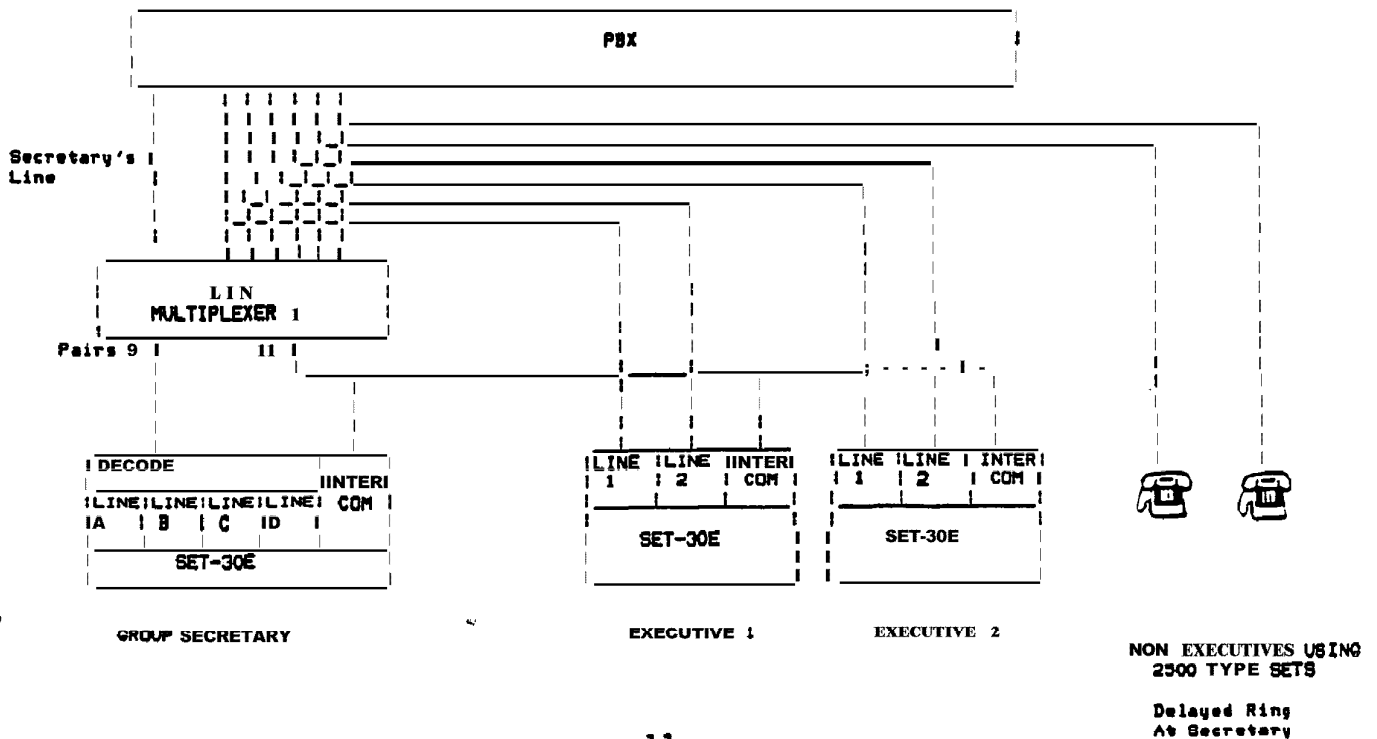 PBX
Secretary's
Line
LIN
MULTIPLEXER 1
Pairs 9 11
DECODE
INTER
COM
LINE LINE LINE LINE
A B C D
SET-30E
GROUP SECRETARY
LINE LINE INTER
1 2 COM
SET-30E
EXECUTIVE 1
LINE LINE INTER
1 2 COM
SET-30E
EXECUTIVE 2
NON EXECUTIVES USING
2500 TYPE SETS
Delayed Ring
At Secretary